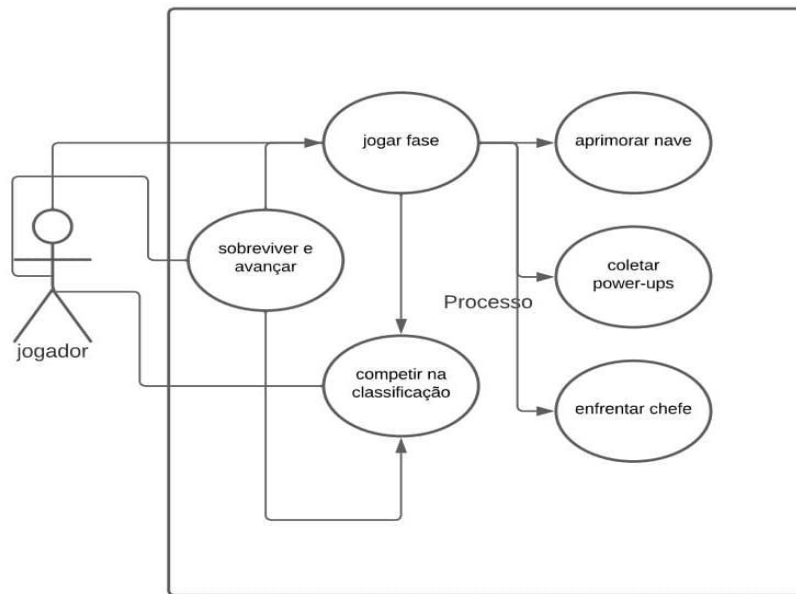 jogar fase
aprimorar nave
sobreviver e
avançar
coletar
power-ups
Processo
jogador
competir na
classificação
enfrentar chefe